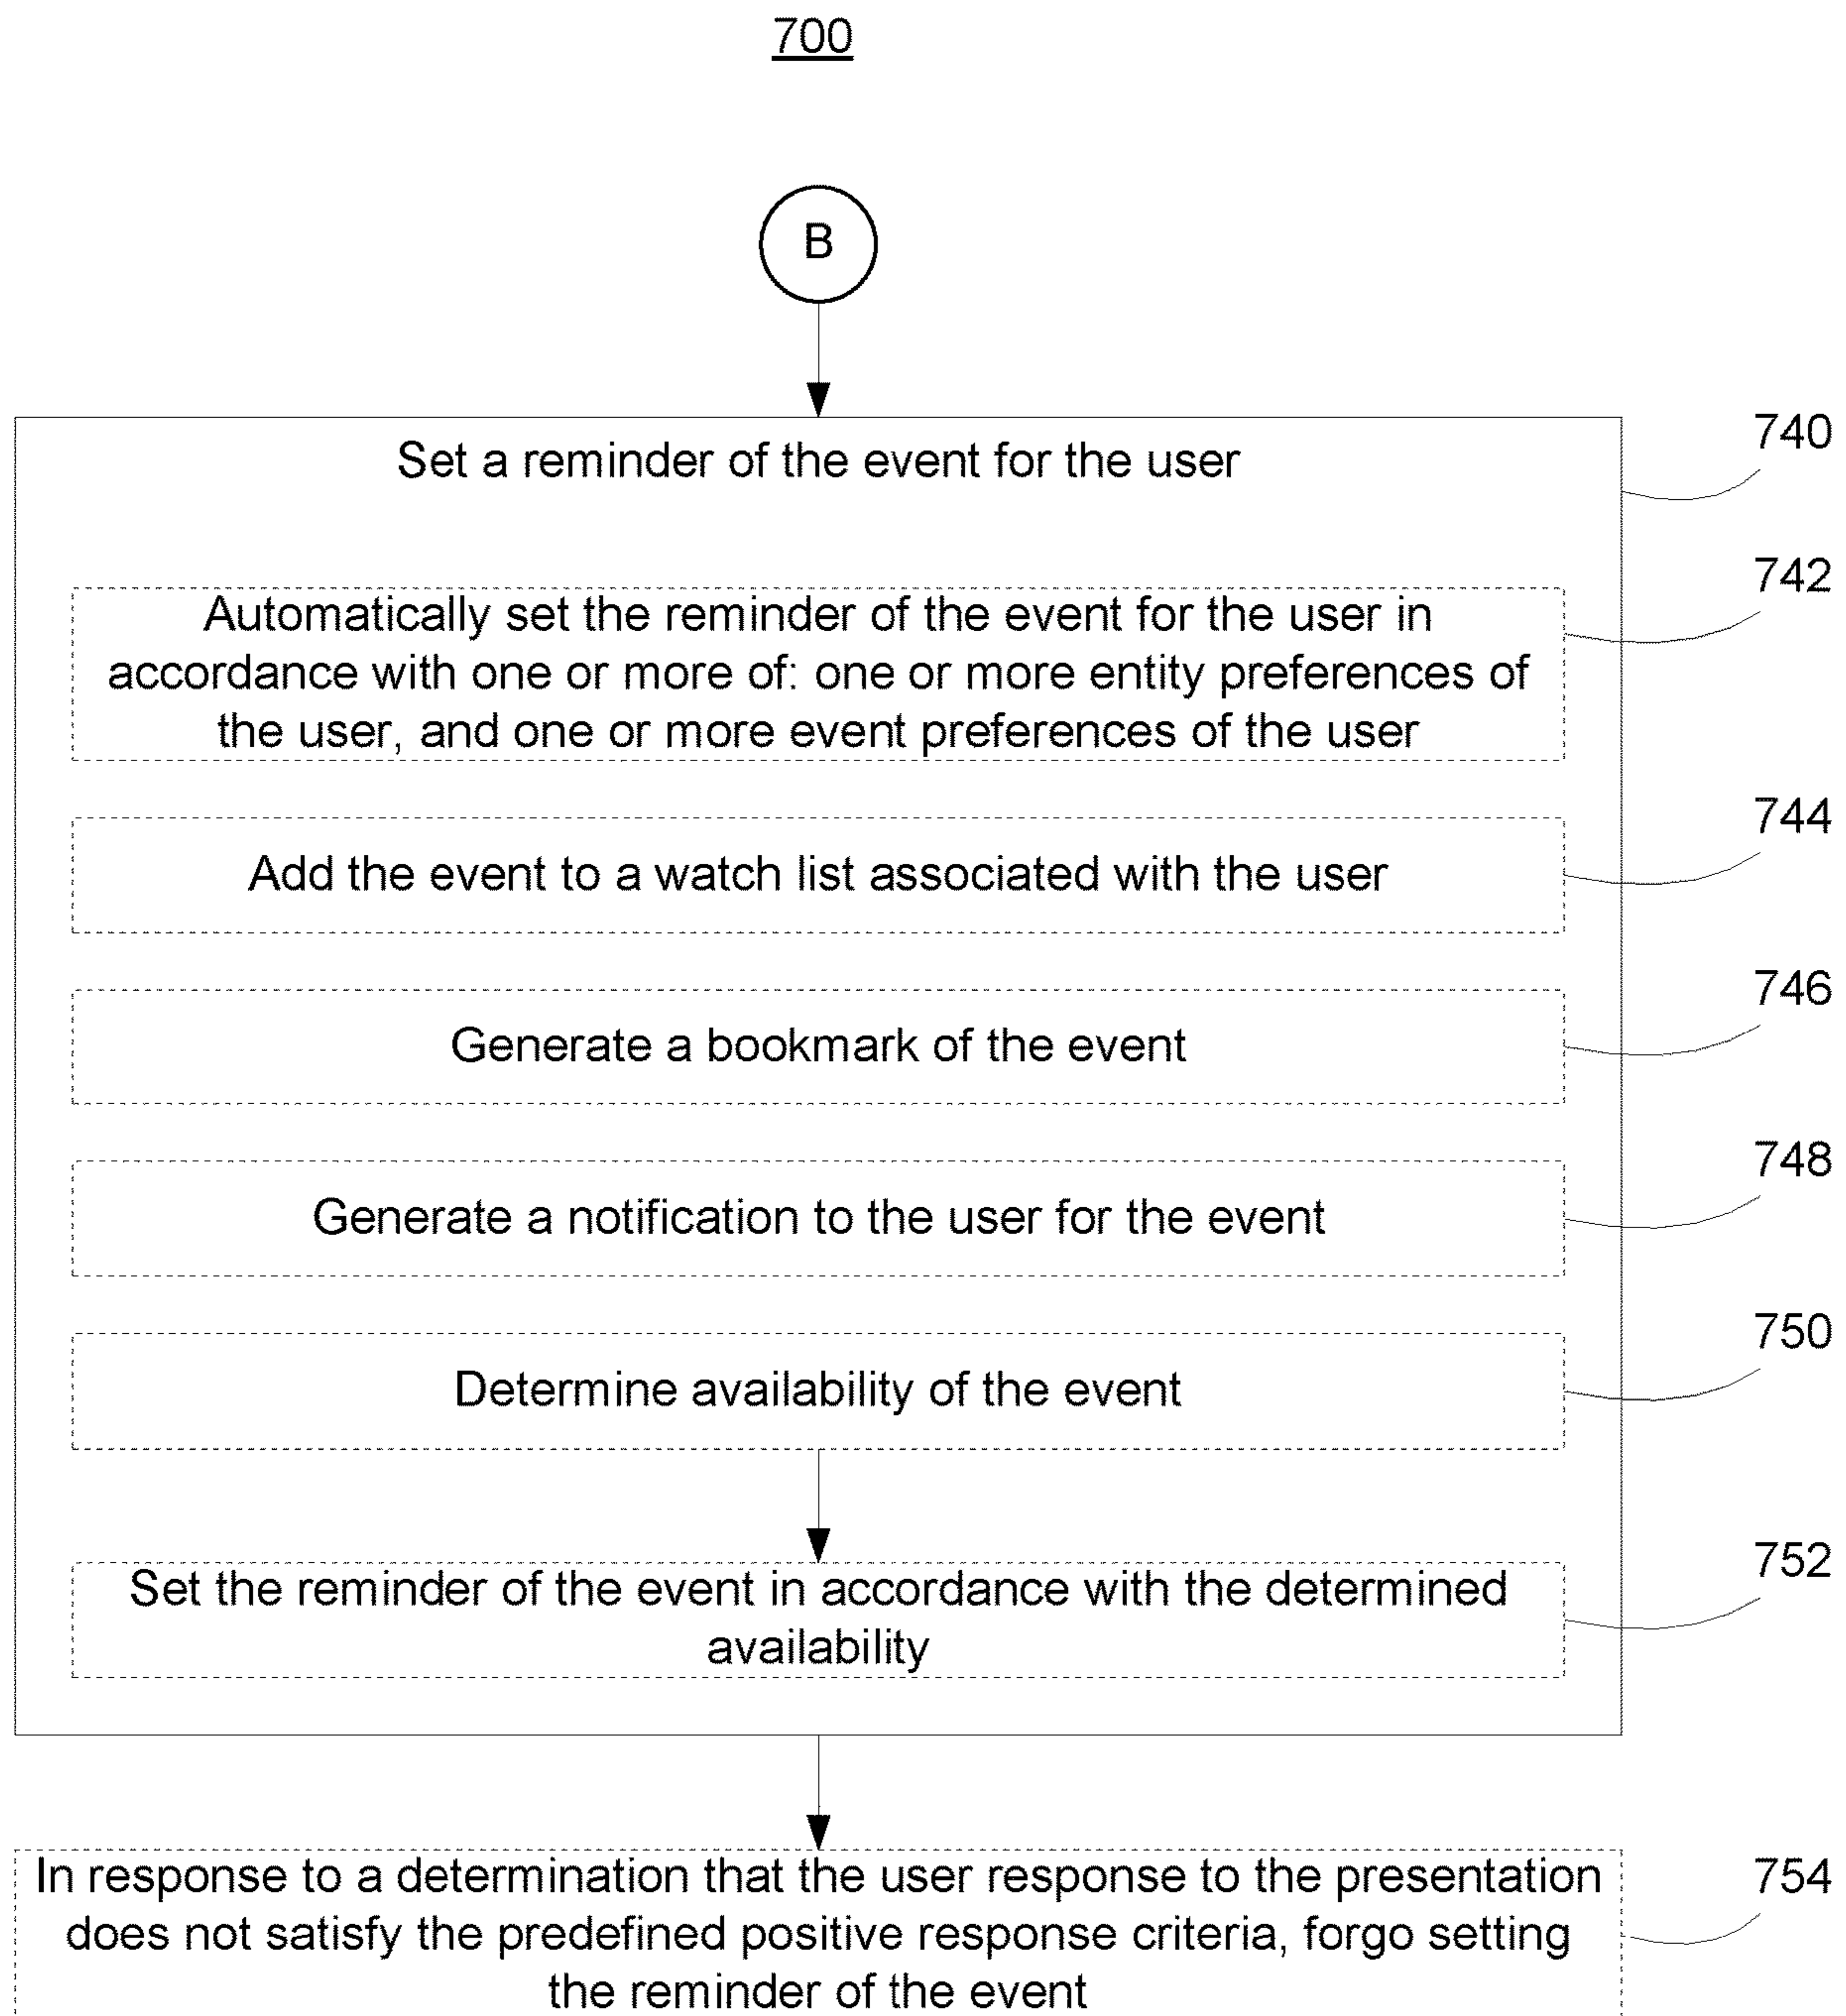 700
B
Set a reminder of the event for the user
740
Automatically set the reminder of the event for the user in
accordance with one or more of: one or more entity preferences of
the user, and one or more event preferences of the user
742
Add the event to a watch list associated with the user
744
Generate a bookmark of the event
746
Generate a notification to the user for the event
748
Determine availability of the event
750
Set the reminder of the event in accordance with the determined
availability
752
In response to a determination that the user response to the presentation
does not satisfy the predefined positive response criteria, forgo setting
the reminder of the event
754